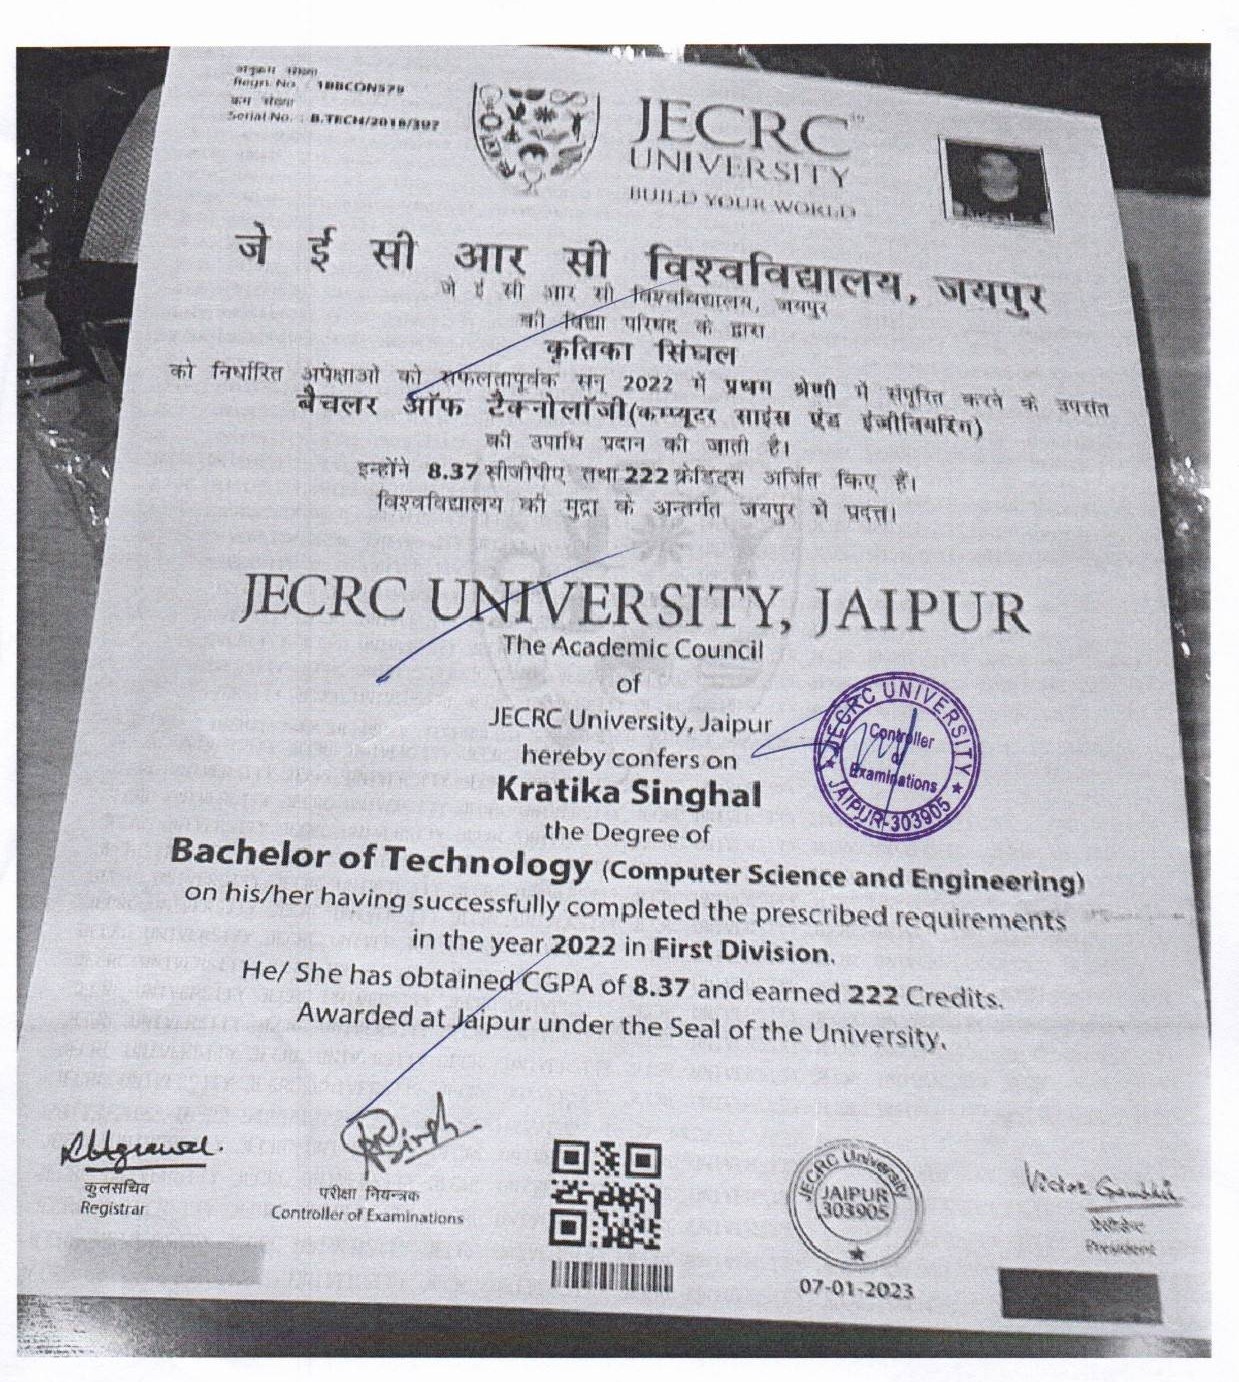 अनुक्रम संख्या
Regn. No. : 18BCON579
क्रम संख्या
Serial No. : B.TECH/2018/397
JECRC
UNIVERSITY
BUILD YOUR WORLD
जे ई सी आर सी विश्वविद्यालय, जयपुर
जे ई सी आर सी विश्वविद्यालय, जयपुर
की विद्या परिषद के द्वारा
कृतिका सिंघल
को निर्धारित अपेक्षाओं को सफलतापूर्वक सन् 2022 में प्रथम श्रेणी में संपूरित करने के उपरांत
बैचलर ऑफ टैक्नोलॉजी(कम्प्यूटर साइंस एंड इंजीनियरिंग)
की उपाधि प्रदान की जाती है।
इन्होंने 8.37 सीजीपीए तथा 222 क्रेडिट्स अर्जित किए हैं।
विश्वविद्यालय की मुद्रा के अन्तर्गत जयपुर में प्रदत्त।
JECRC UNIVERSITY, JAIPUR
The Academic Council
of
JECRC University, Jaipur
hereby confers on
Kratika Singhal
the Degree of
Bachelor of Technology (Computer Science and Engineering)
on his/her having successfully completed the prescribed requirements
in the year 2022 in First Division.
He/ She has obtained CGPA of 8.37 and earned 222 Credits.
Awarded at Jaipur under the Seal of the University.
JECRC UNIVERSITY
Controller
of
Examinations
JAIPUR-303905
कुलसचिव
Registrar
परीक्षा नियन्त्रक
Controller of Examinations
JECRC University
JAIPUR
303905
07-01-2023
प्रेसीडेन्ट
President